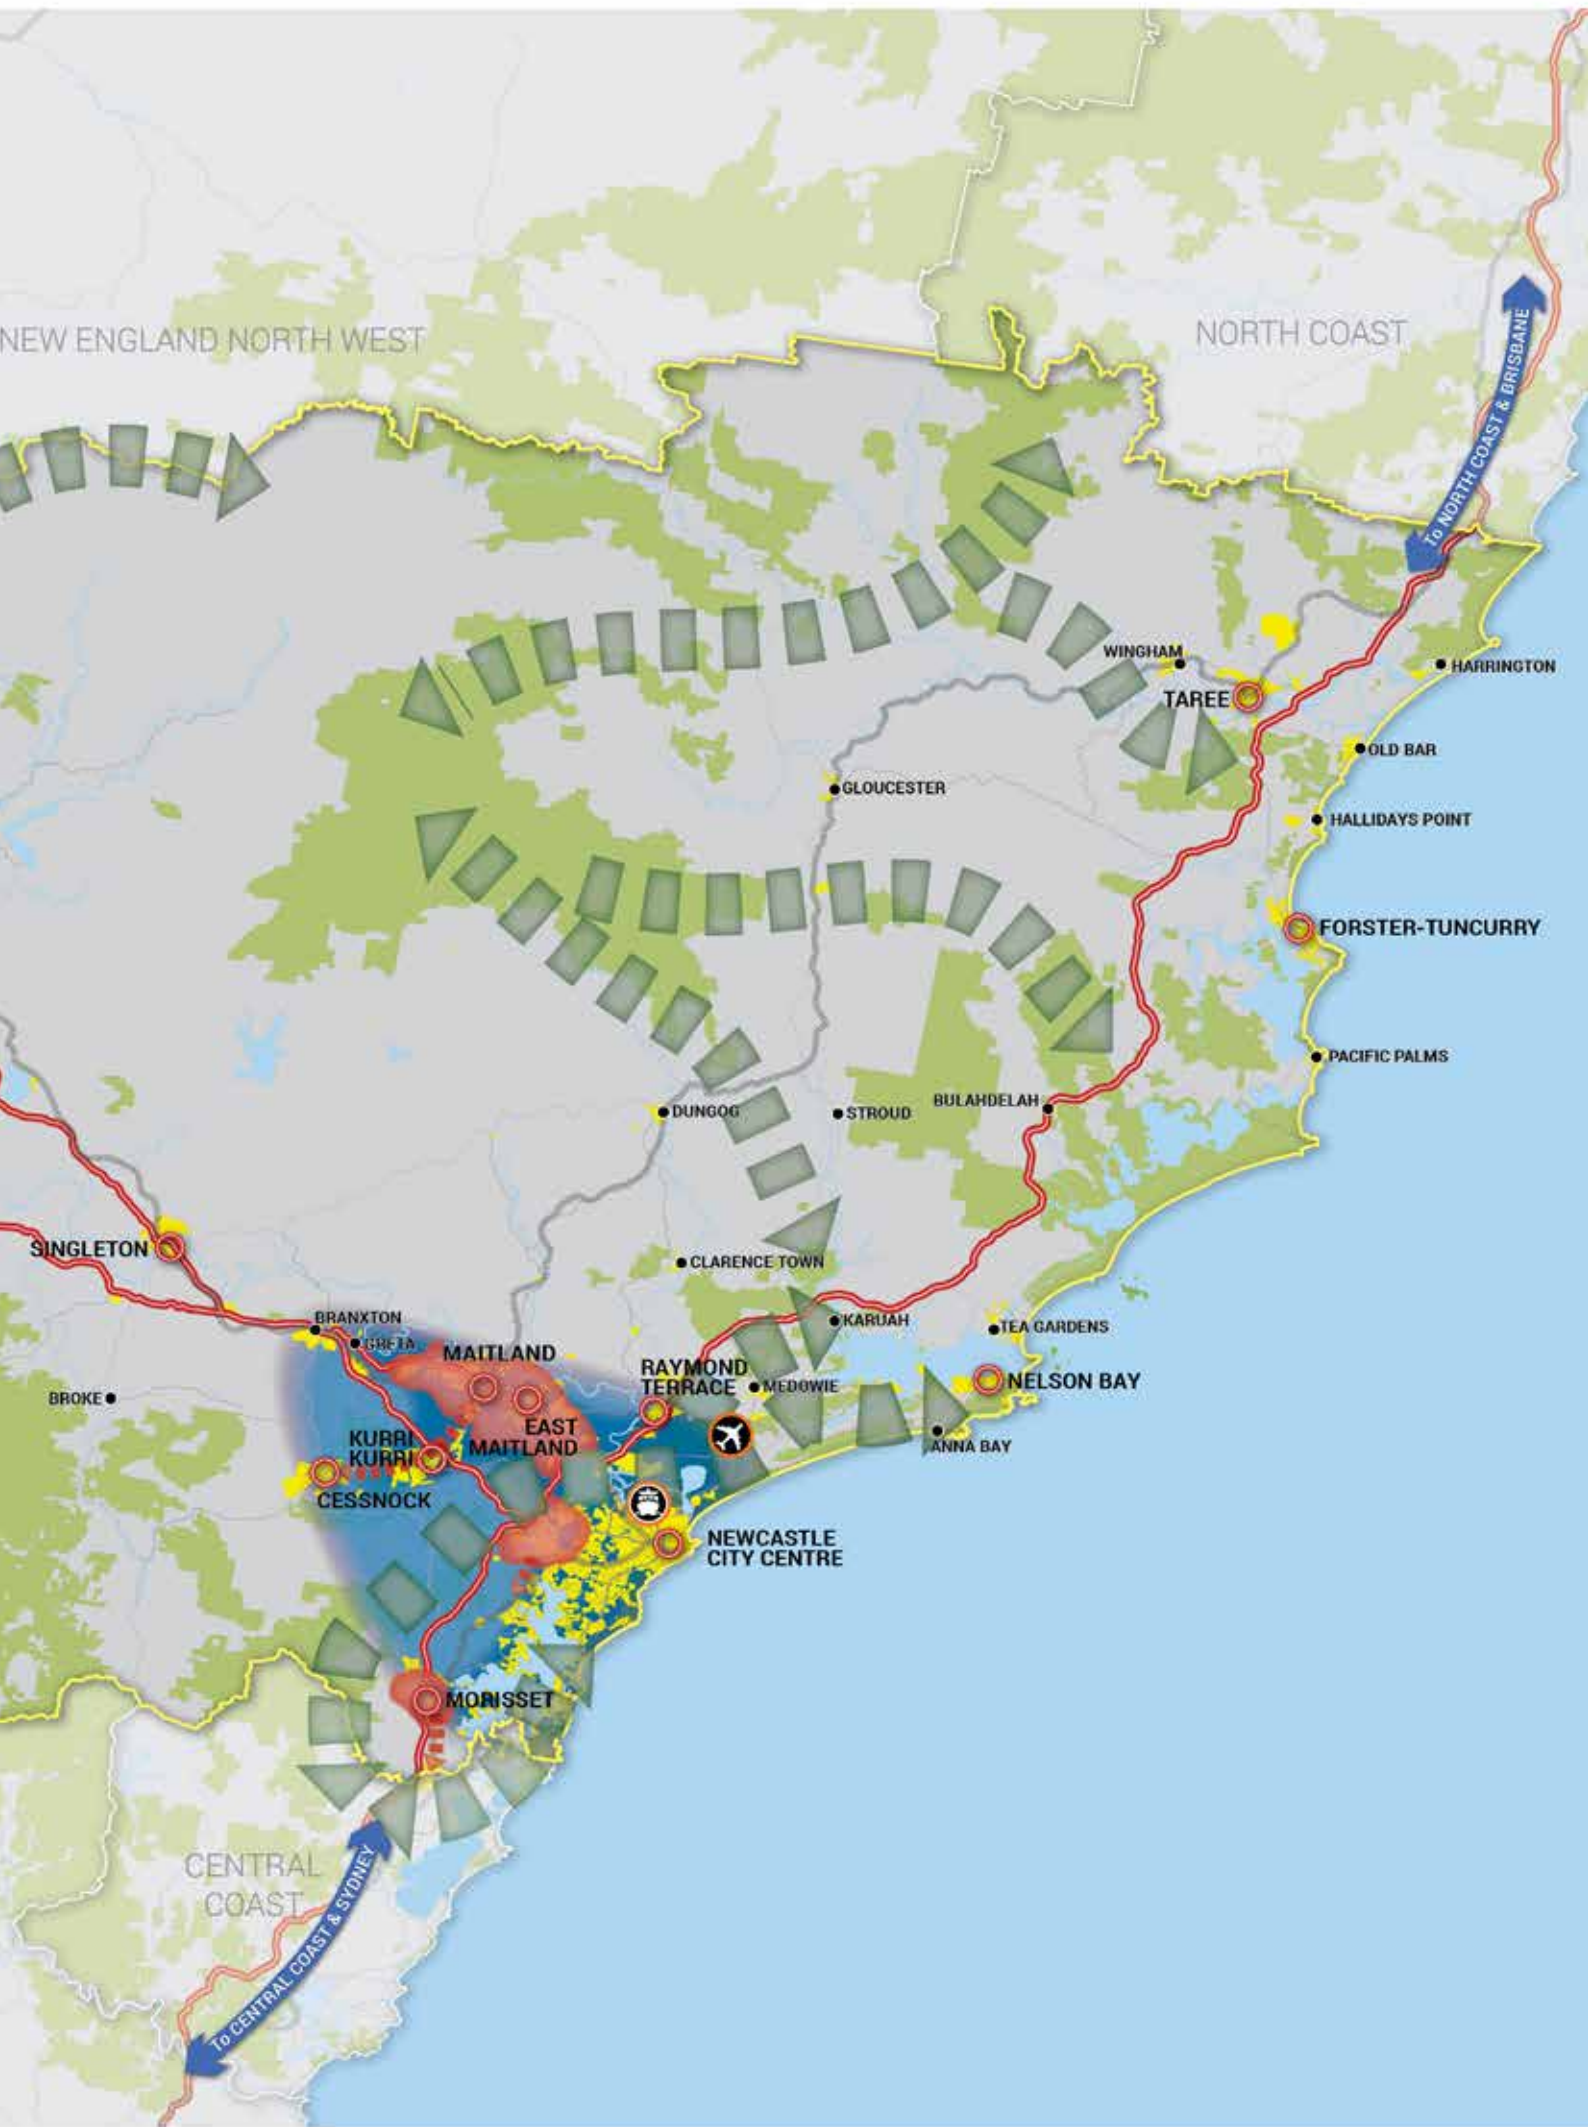 NEW ENGLAND NORTH WEST
NORTH COAST
To NORTH COAST & BRISBANE
WINGHAM
TAREE
HARRINGTON
OLD BAR
GLOUCESTER
HALLIDAYS POINT
FORSTER-TUNCURRY
PACIFIC PALMS
DUNGOG
STROUD
BULAHDELAH
SINGLETON
CLARENCE TOWN
BRANXTON
GRETA
KARUAH
TEA GARDENS
MAITLAND
RAYMOND
TERRACE
MEDOWIE
NELSON BAY
BROKE
EAST
MAITLAND
KURRI
KURRI
ANNA BAY
CESSNOCK
NEWCASTLE
CITY CENTRE
MORISSET
CENTRAL
COAST
To CENTRAL COAST & SYDNEY